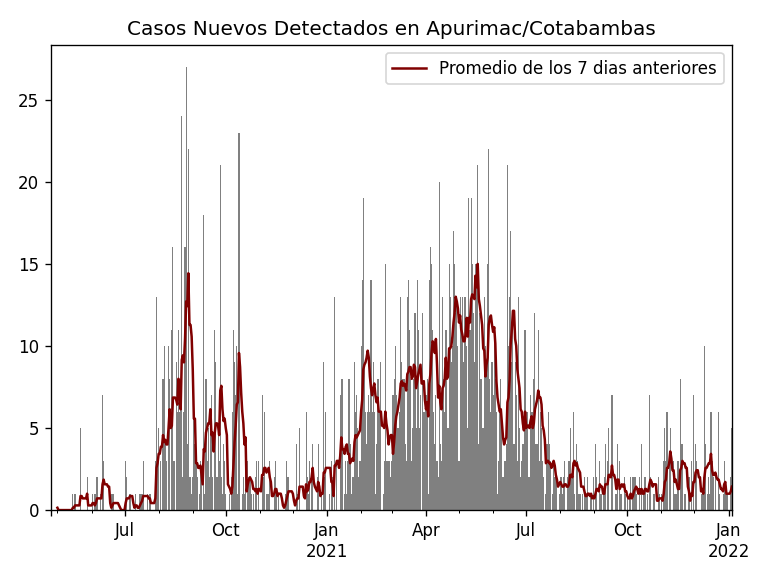 Casos Nuevos Detectados en Apurimac/Cotabambas
Promedio de los 7 dias anteriores
25
20
15
10
5
0
Jul Oct Jan Apr Jul Oct Jan
2021 2022